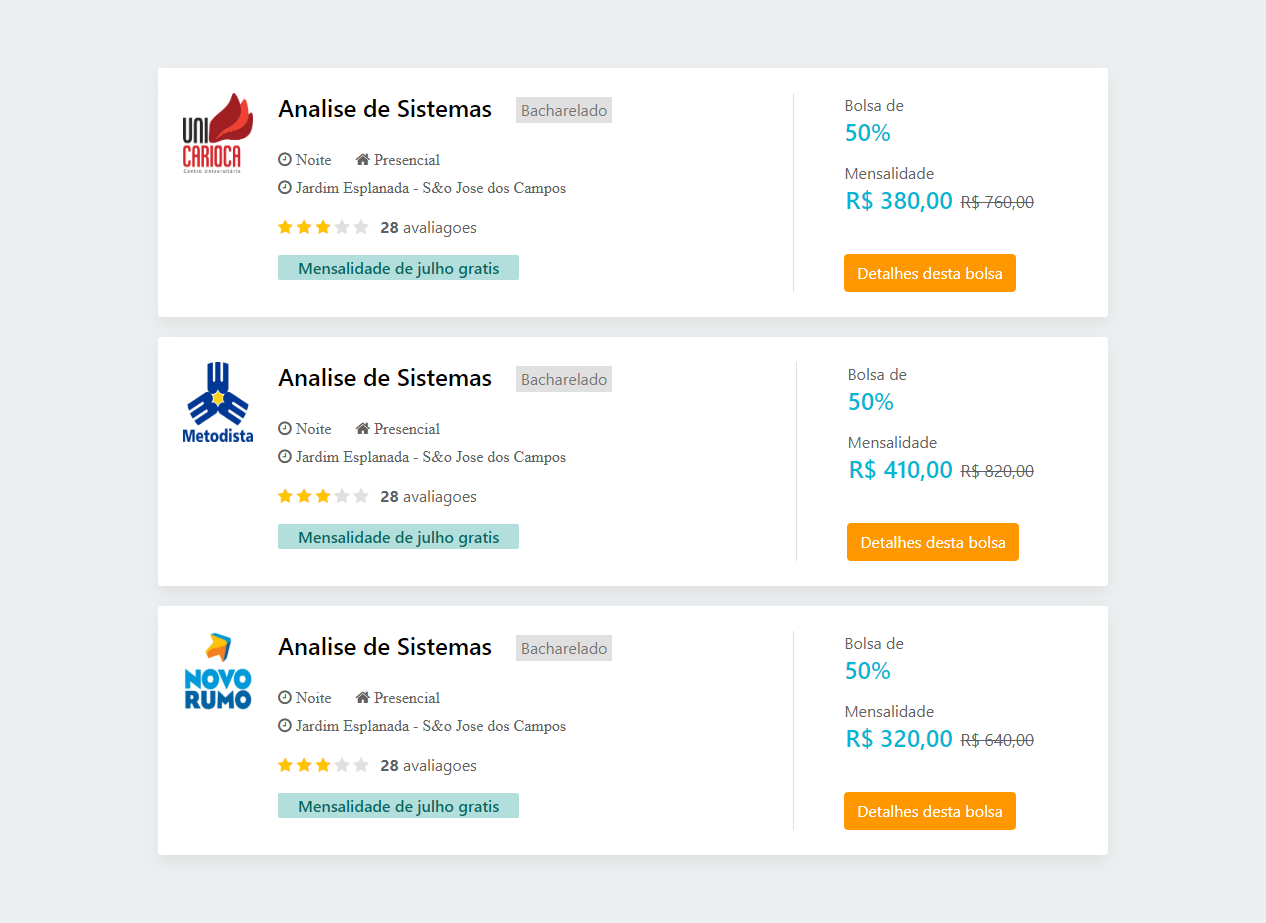 UNI
CARIOCA
Centro Universitário
Analise de Sistemas Bacharelado
Noite Presencial
Jardim Esplanada - S&o Jose dos Campos
28 avaliagoes
Mensalidade de julho gratis
Bolsa de
50%
Mensalidade
R$ 380,00 R$ 760,00
Detalhes desta bolsa
Metodista
Analise de Sistemas Bacharelado
Noite Presencial
Jardim Esplanada - S&o Jose dos Campos
28 avaliagoes
Mensalidade de julho gratis
Bolsa de
50%
Mensalidade
R$ 410,00 R$ 820,00
Detalhes desta bolsa
NOVO
RUMO
Analise de Sistemas Bacharelado
Noite Presencial
Jardim Esplanada - S&o Jose dos Campos
28 avaliagoes
Mensalidade de julho gratis
Bolsa de
50%
Mensalidade
R$ 320,00 R$ 640,00
Detalhes desta bolsa